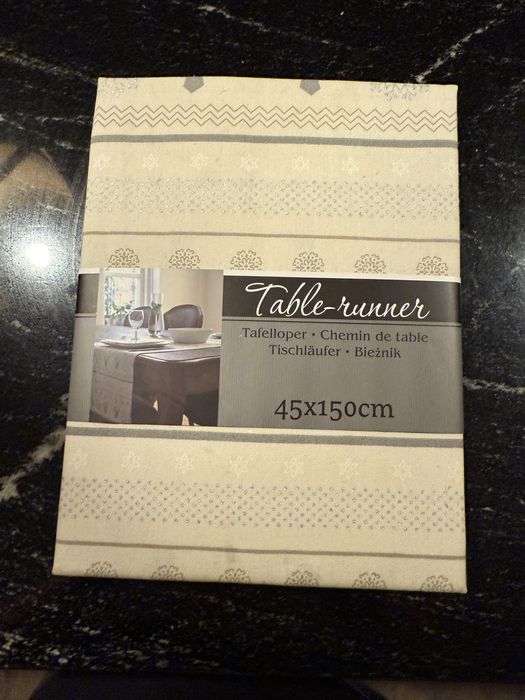 Table-runner
Tafelloper • Chemin de table
Tischläufer • Bieżnik
45x150cm